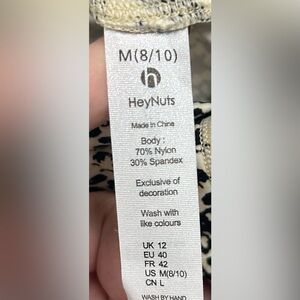 M(8/10)
h
HeyNuts
Made in China
Body :
70% Nylon
30% Spandex
Exclusive of
decoration
Wash with
like colours
UK 12
EU 40
FR 42
US M(8/10)
CN L
WASH BY HAND